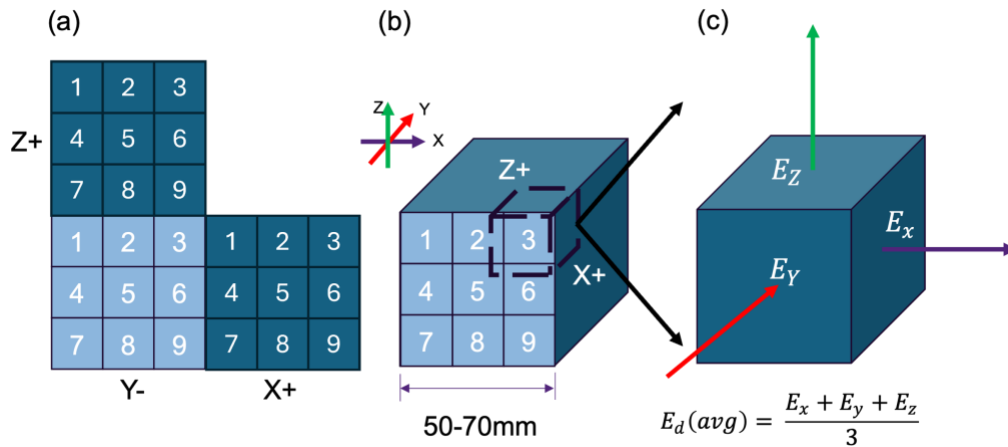 (a)
1 2 3
4 5 6
7 8 9
Z+
1 2 3
4 5 6
7 8 9
Y-
1 2 3
4 5 6
7 8 9
X+
(b)
Z
Y
X
Z+
1 2 3
4 5 6
7 8 9
X+
50-70mm
(c)
E_Z
E_x
E_Y
E_d(avg) = (E_x + E_y + E_z)/3